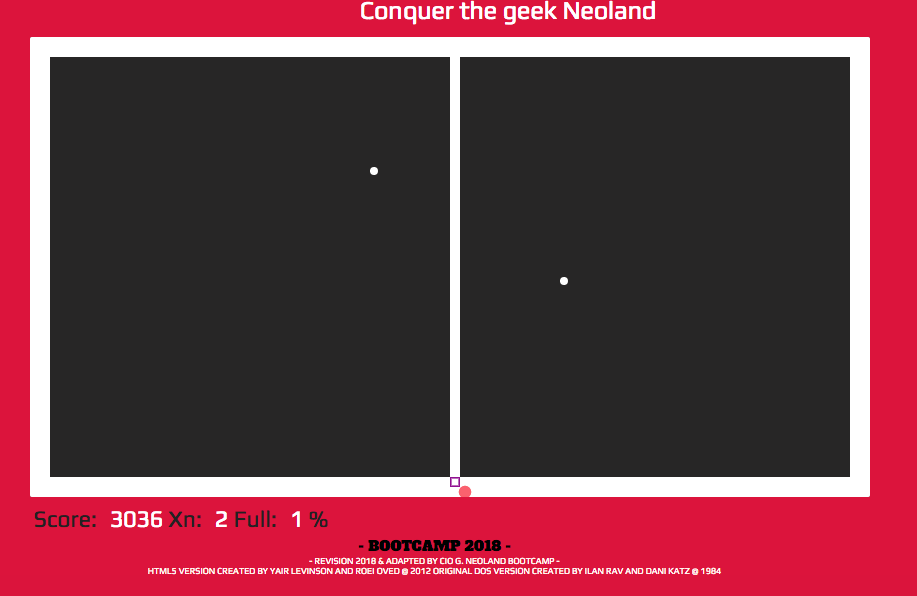 Conquer the geek Neoland
Score: 3036 Xn: 2 Full: 1 %
- BOOTCAMP 2018 -
- REVISION 2018 & ADAPTED BY CIO G. NEOLAND BOOTCAMP -
HTML5 VERSION CREATED BY YAIR LEVINSON AND ROEI OVED @ 2012 ORIGINAL DOS VERSION CREATED BY ILAN RAV AND DANI KATZ @ 1984